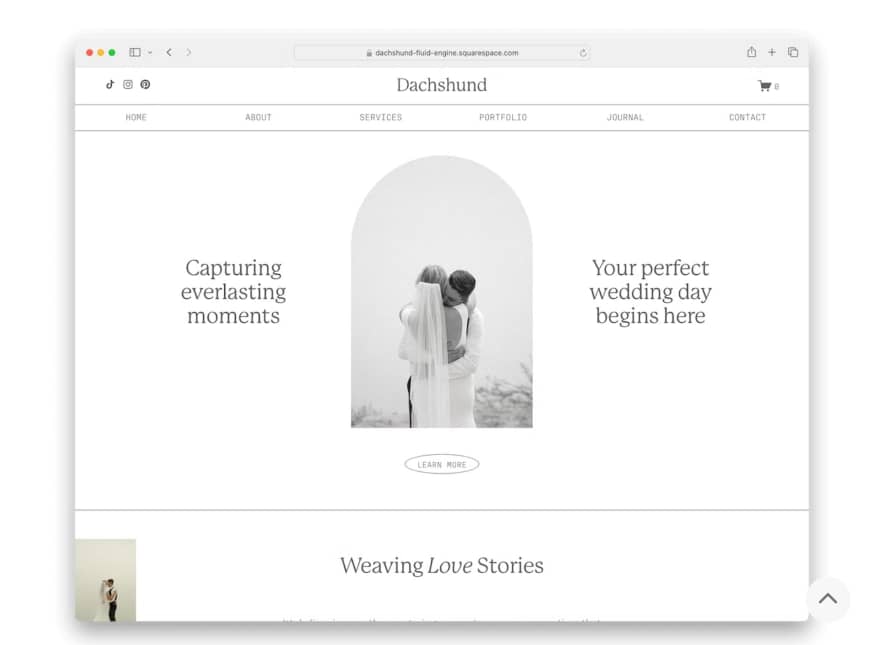 dachshund-fluid-engine.squarespace.com
Dachshund
0
HOME ABOUT SERVICES PORTFOLIO JOURNAL CONTACT
Capturing
everlasting
moments
Your perfect
wedding day
begins here
LEARN MORE
Weaving Love Stories